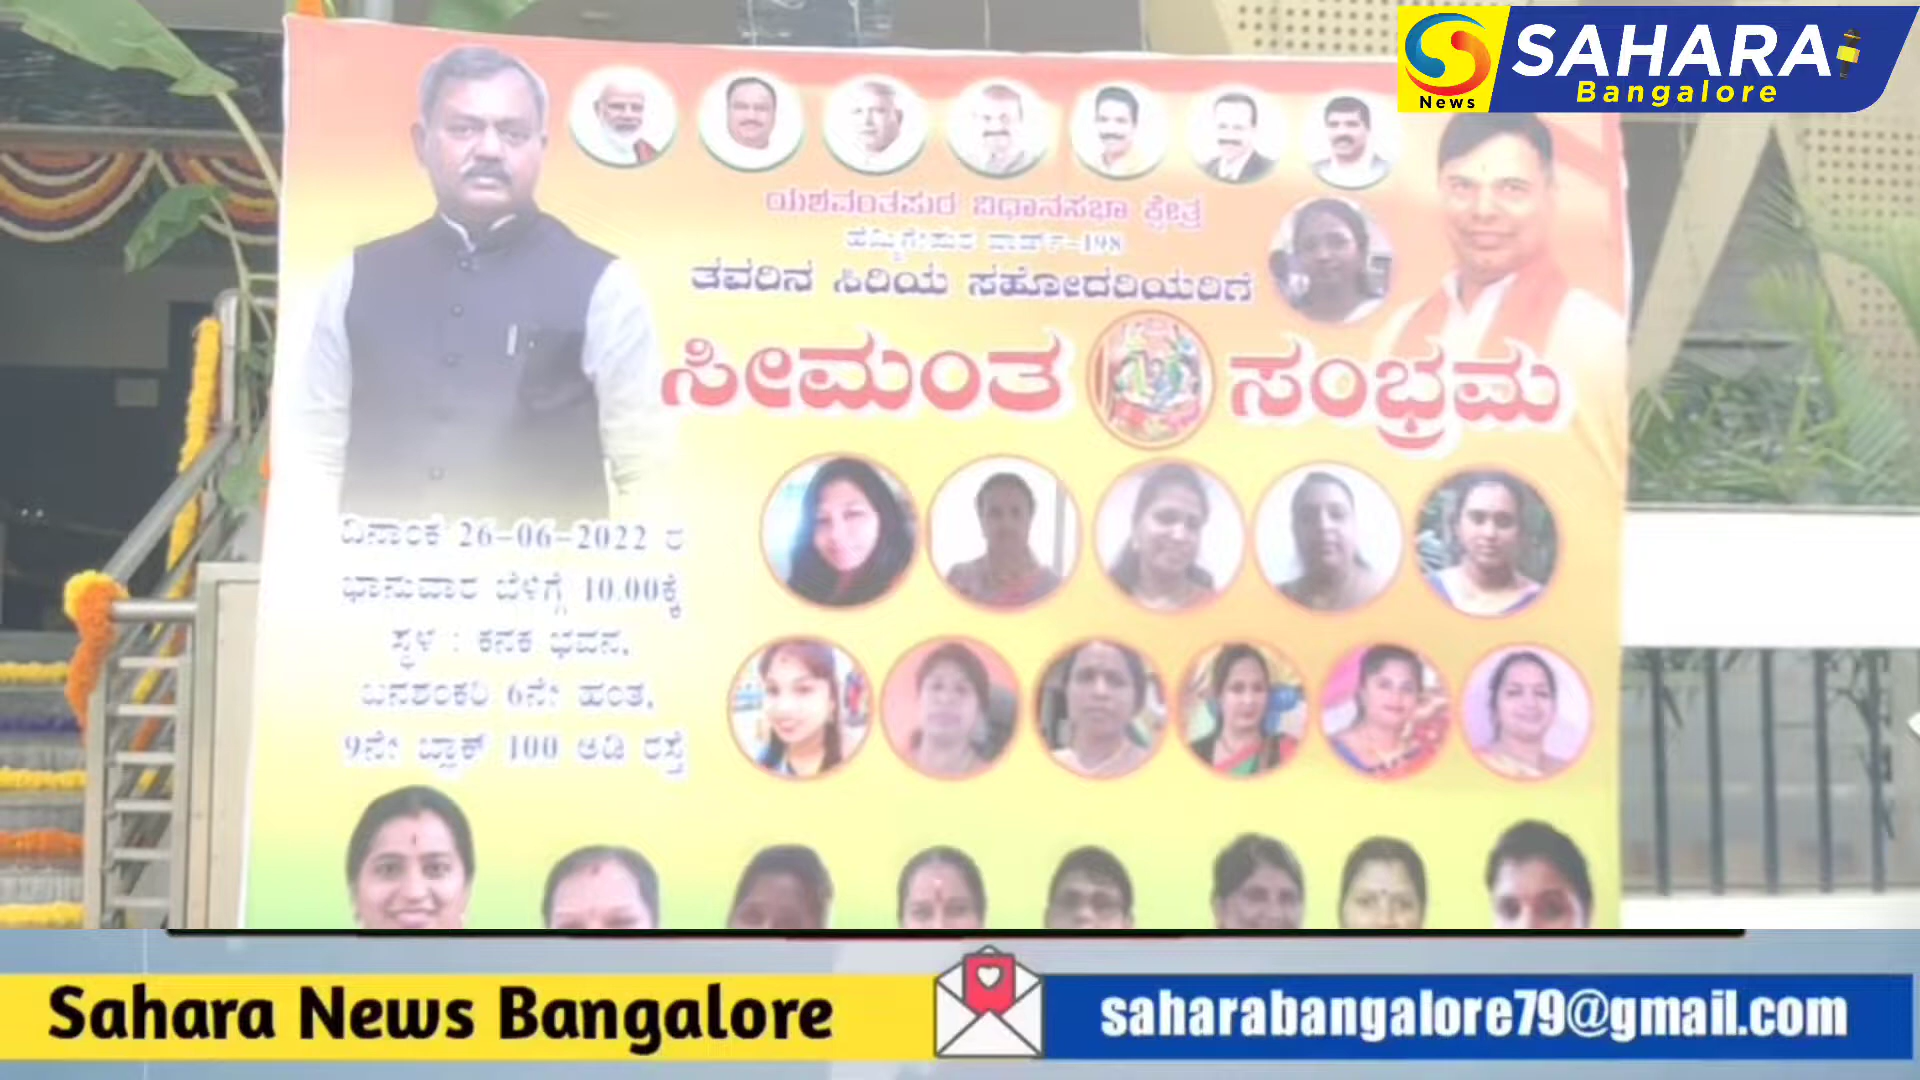 News
SAHARA
Bangalore
ಯಶವಂತಪುರ ವಿಧಾನಸಭಾ ಕ್ಷೇತ್ರ
ಹೆಮ್ಮಿಗೇಪುರ ವಾರ್ಡ್-198
ತವರಿನ ಸಿರಿಯ ಸಹೋದರಿಯರಿಗೆ
ಸೀಮಂತ ಸಂಭ್ರಮ
ದಿನಾಂಕ 26-06-2022 ರ
ಭಾನುವಾರ ಬೆಳಿಗ್ಗೆ 10.00ಕ್ಕೆ
ಸ್ಥಳ : ಕನಕ ಭವನ,
ಬನಶಂಕರಿ 6ನೇ ಹಂತ,
9ನೇ ಬ್ಲಾಕ್ 100 ಅಡಿ ರಸ್ತೆ
Sahara News Bangalore
saharabangalore79@gmail.com